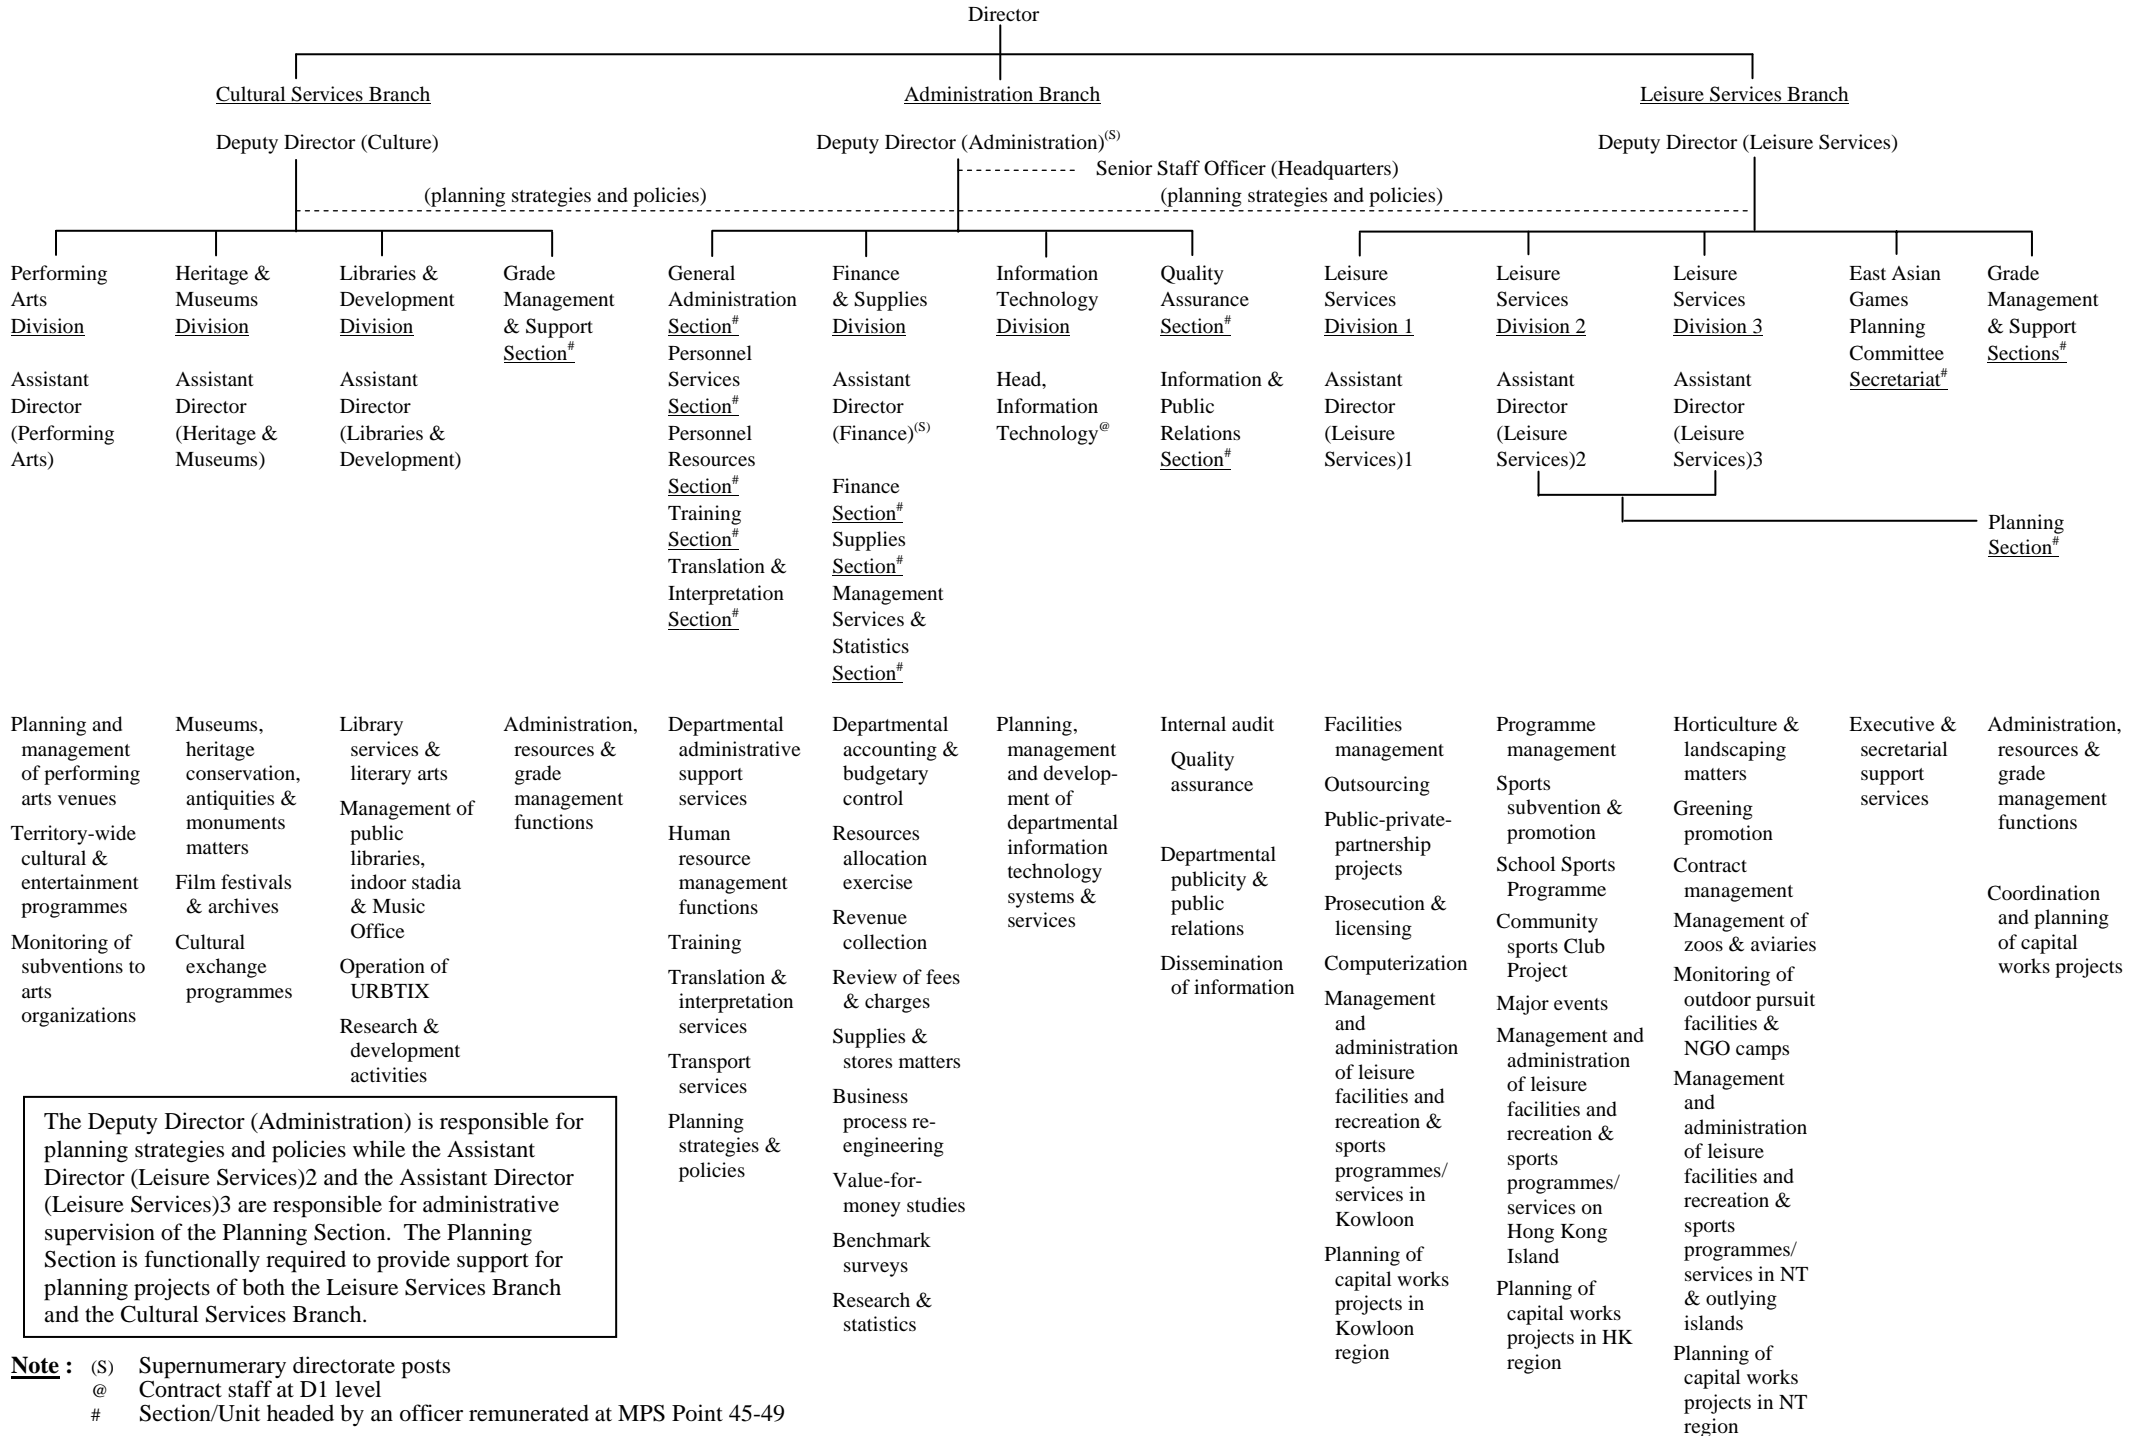 Director
Cultural Services Branch
Administration Branch
Leisure Services Branch
Deputy Director (Culture)
Deputy Director (Administration)(S)
Deputy Director (Leisure Services)
Senior Staff Officer (Headquarters)
(planning strategies and policies)
(planning strategies and policies)
Performing
Arts
Division
Assistant
Director
(Performing
Arts)
Heritage &
Museums
Division
Assistant
Director
(Heritage &
Museums)
Libraries &
Development
Division
Assistant
Director
(Libraries &
Development)
Grade
Management
& Support
Section#
General
Administration
Section#
Personnel
Services
Section#
Personnel
Resources
Section#
Training
Section#
Translation &
Interpretation
Section#
Finance
& Supplies
Division
Assistant
Director
(Finance)(S)
Finance
Section#
Supplies
Section#
Management
Services &
Statistics
Section#
Information
Technology
Division
Head,
Information
Technology@
Quality
Assurance
Section#
Information &
Public
Relations
Section#
Leisure
Services
Division 1
Assistant
Director
(Leisure
Services)1
Leisure
Services
Division 2
Assistant
Director
(Leisure
Services)2
Leisure
Services
Division 3
Assistant
Director
(Leisure
Services)3
East Asian
Games
Planning
Committee
Secretariat#
Grade
Management
& Support
Sections#
Planning
Section#
Planning and
management
of performing
arts venues
Territory-wide
cultural &
entertainment
programmes
Monitoring of
subventions to
arts
organizations
Museums,
heritage
conservation,
antiquities &
monuments
matters
Film festivals
& archives
Cultural
exchange
programmes
Library
services &
literary arts
Management of
public
libraries,
indoor stadia
& Music
Office
Operation of
URBTIX
Research &
development
activities
Administration,
resources &
grade
management
functions
Departmental
administrative
support
services
Human
resource
management
functions
Training
Translation &
interpretation
services
Transport
services
Planning
strategies &
policies
Departmental
accounting &
budgetary
control
Resources
allocation
exercise
Revenue
collection
Review of fees
& charges
Supplies &
stores matters
Business
process re-
engineering
Value-for-
money studies
Benchmark
surveys
Research &
statistics
Planning,
management
and develop-
ment of
departmental
information
technology
systems &
services
Internal audit
Quality
assurance
Departmental
publicity &
public
relations
Dissemination
of information
Facilities
management
Outsourcing
Public-private-
partnership
projects
Prosecution &
licensing
Computerization
Management
and
administration
of leisure
facilities and
recreation &
sports
programmes/
services in
Kowloon
Planning of
capital works
projects in
Kowloon
region
Programme
management
Sports
subvention &
promotion
School Sports
Programme
Community
sports Club
Project
Major events
Management and
administration
of leisure
facilities and
recreation &
sports
programmes/
services on
Hong Kong
Island
Planning of
capital works
projects in HK
region
Horticulture &
landscaping
matters
Greening
promotion
Contract
management
Management of
zoos & aviaries
Monitoring of
outdoor pursuit
facilities &
NGO camps
Management
and
administration
of leisure
facilities and
recreation &
sports
programmes/
services in NT
& outlying
islands
Planning of
capital works
projects in NT
region
Executive &
secretarial
support
services
Administration,
resources &
grade
management
functions
Coordination
and planning
of capital
works projects
The Deputy Director (Administration) is responsible for
planning strategies and policies while the Assistant
Director (Leisure Services)2 and the Assistant Director
(Leisure Services)3 are responsible for administrative
supervision of the Planning Section. The Planning
Section is functionally required to provide support for
planning projects of both the Leisure Services Branch
and the Cultural Services Branch.
Note : (S) Supernumerary directorate posts
@ Contract staff at D1 level
# Section/Unit headed by an officer remunerated at MPS Point 45-49